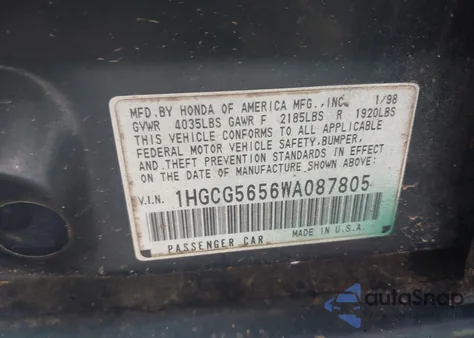 MFD.BY HONDA OF AMERICA MFG.,INC. 1/98
GVWR 4035LBS GAWR F 2185LBS R 1920LBS
THIS VEHICLE CONFORMS TO ALL APPLICABLE
FEDERAL MOTOR VEHICLE SAFETY,BUMPER,
AND THEFT PREVENTION STANDARDS IN EFFECT
ON THE DATE OF MANUFACTURE SHOWN ABOVE.
V.I.N. 1HGCG5656WA087805
PASSENGER CAR MADE IN U.S.A.
autoSnap